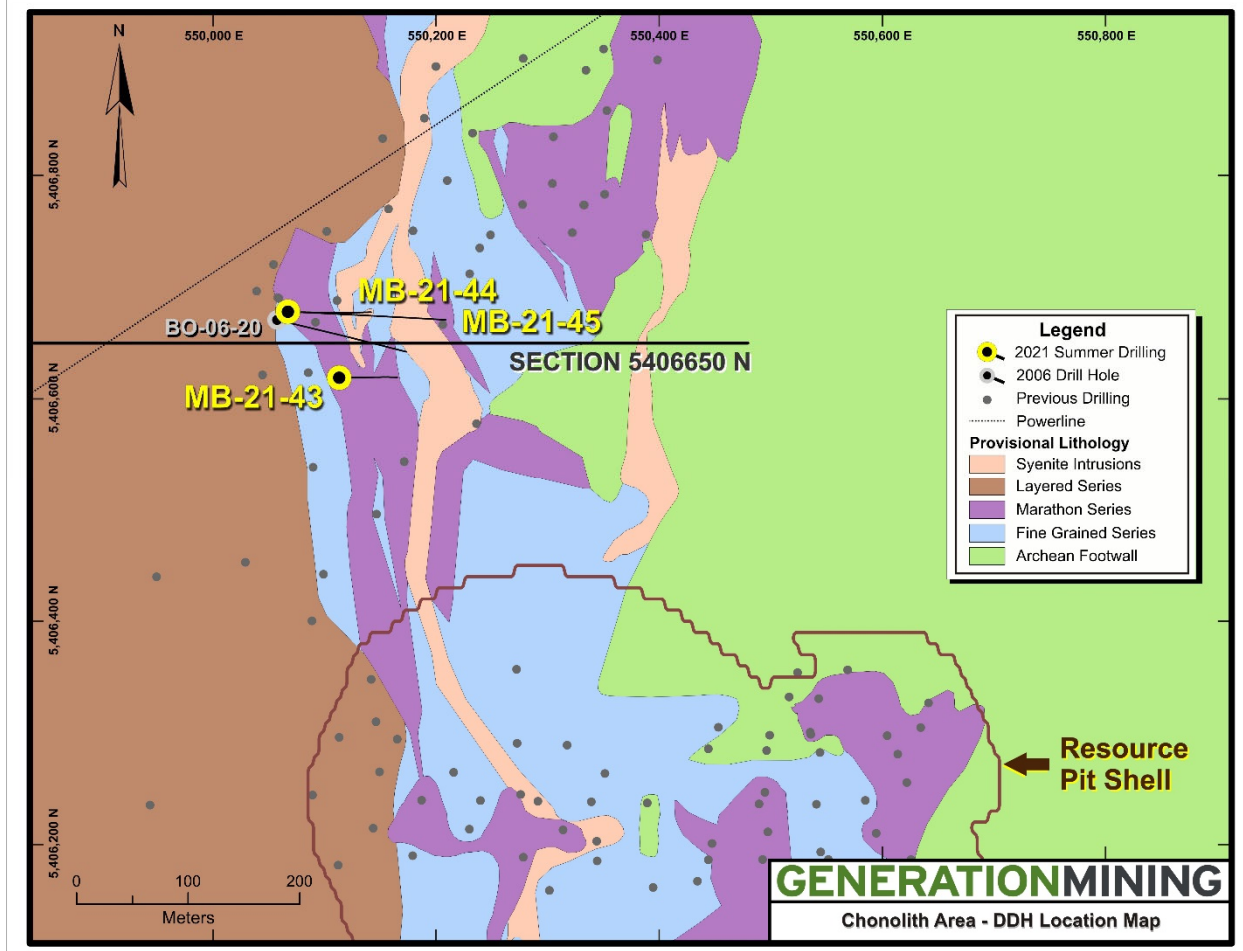 N
550,000 E
550,200 E
550,400 E
550,600 E
550,800 E
5,406,800 N
5,406,600 N
5,406,400 N
5,406,200 N
MB-21-44
BO-06-20
MB-21-45
SECTION 5406650 N
MB-21-43
Legend
2021 Summer Drilling
2006 Drill Hole
Previous Drilling
Powerline
Provisional Lithology
Syenite Intrusions
Layered Series
Marathon Series
Fine Grained Series
Archean Footwall
Resource
Pit Shell
0 100 200
Meters
GENERATIONMINING
Chonolith Area - DDH Location Map